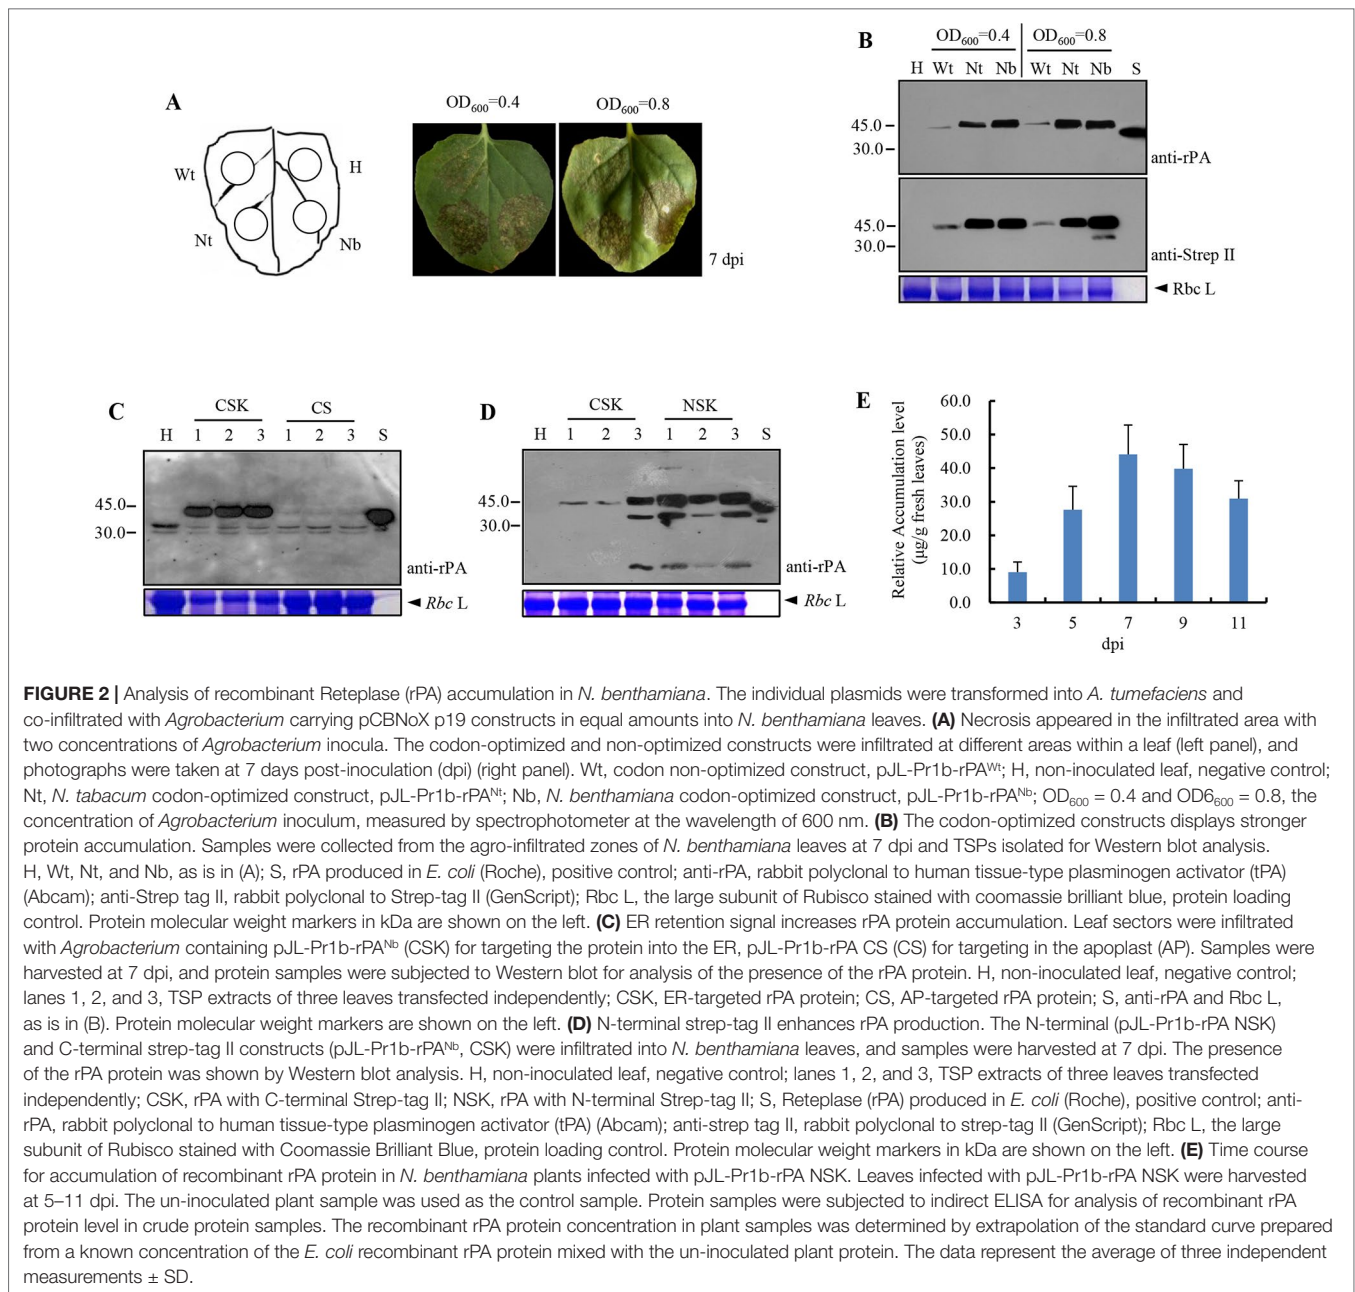 A
OD600=0.4
OD600=0.8
Wt
H
Nt
Nb
7 dpi
B
OD600=0.4
OD600=0.8
H Wt Nt Nb Wt Nt Nb S
45.0
30.0
anti-rPA
45.0
30.0
anti-Strep II
Rbc L
C
CSK
CS
H 1 2 3 1 2 3 S
45.0
30.0
anti-rPA
Rbc L
D
CSK
NSK
H 1 2 3 1 2 3 S
45.0
30.0
anti-rPA
Rbc L
E
Relative Accumulation level
(μg/g fresh leaves)
60.0
50.0
40.0
30.0
20.0
10.0
0.0
3 5 7 9 11
dpi
FIGURE 2 | Analysis of recombinant Reteplase (rPA) accumulation in N. benthamiana. The individual plasmids were transformed into A. tumefaciens and
co-infiltrated with Agrobacterium carrying pCBNoX p19 constructs in equal amounts into N. benthamiana leaves. (A) Necrosis appeared in the infiltrated area with
two concentrations of Agrobacterium inocula. The codon-optimized and non-optimized constructs were infiltrated at different areas within a leaf (left panel), and
photographs were taken at 7 days post-inoculation (dpi) (right panel). Wt, codon non-optimized construct, pJL-Pr1b-rPAWt; H, non-inoculated leaf, negative control;
Nt, N. tabacum codon-optimized construct, pJL-Pr1b-rPANt; Nb, N. benthamiana codon-optimized construct, pJL-Pr1b-rPANb; OD600 = 0.4 and OD6600 = 0.8, the
concentration of Agrobacterium inoculum, measured by spectrophotometer at the wavelength of 600 nm. (B) The codon-optimized constructs displays stronger
protein accumulation. Samples were collected from the agro-infiltrated zones of N. benthamiana leaves at 7 dpi and TSPs isolated for Western blot analysis.
H, Wt, Nt, and Nb, as is in (A); S, rPA produced in E. coli (Roche), positive control; anti-rPA, rabbit polyclonal to human tissue-type plasminogen activator (tPA)
(Abcam); anti-Strep tag II, rabbit polyclonal to Strep-tag II (GenScript); Rbc L, the large subunit of Rubisco stained with coomassie brilliant blue, protein loading
control. Protein molecular weight markers in kDa are shown on the left. (C) ER retention signal increases rPA protein accumulation. Leaf sectors were infiltrated
with Agrobacterium containing pJL-Pr1b-rPANb (CSK) for targeting the protein into the ER, pJL-Pr1b-rPA CS (CS) for targeting in the apoplast (AP). Samples were
harvested at 7 dpi, and protein samples were subjected to Western blot for analysis of the presence of the rPA protein. H, non-inoculated leaf, negative control;
lanes 1, 2, and 3, TSP extracts of three leaves transfected independently; CSK, ER-targeted rPA protein; CS, AP-targeted rPA protein; S, anti-rPA and Rbc L,
as is in (B). Protein molecular weight markers are shown on the left. (D) N-terminal strep-tag II enhances rPA production. The N-terminal (pJL-Pr1b-rPA NSK)
and C-terminal strep-tag II constructs (pJL-Pr1b-rPANb, CSK) were infiltrated into N. benthamiana leaves, and samples were harvested at 7 dpi. The presence
of the rPA protein was shown by Western blot analysis. H, non-inoculated leaf, negative control; lanes 1, 2, and 3, TSP extracts of three leaves transfected
independently; CSK, rPA with C-terminal Strep-tag II; NSK, rPA with N-terminal Strep-tag II; S, Reteplase (rPA) produced in E. coli (Roche), positive control; anti-
rPA, rabbit polyclonal to human tissue-type plasminogen activator (tPA) (Abcam); anti-strep tag II, rabbit polyclonal to strep-tag II (GenScript); Rbc L, the large
subunit of Rubisco stained with Coomassie Brilliant Blue, protein loading control. Protein molecular weight markers in kDa are shown on the left. (E) Time course
for accumulation of recombinant rPA protein in N. benthamiana plants infected with pJL-Pr1b-rPA NSK. Leaves infected with pJL-Pr1b-rPA NSK were harvested
at 5–11 dpi. The un-inoculated plant sample was used as the control sample. Protein samples were subjected to indirect ELISA for analysis of recombinant rPA
protein level in crude protein samples. The recombinant rPA protein concentration in plant samples was determined by extrapolation of the standard curve prepared
from a known concentration of the E. coli recombinant rPA protein mixed with the un-inoculated plant protein. The data represent the average of three independent
measurements ± SD.